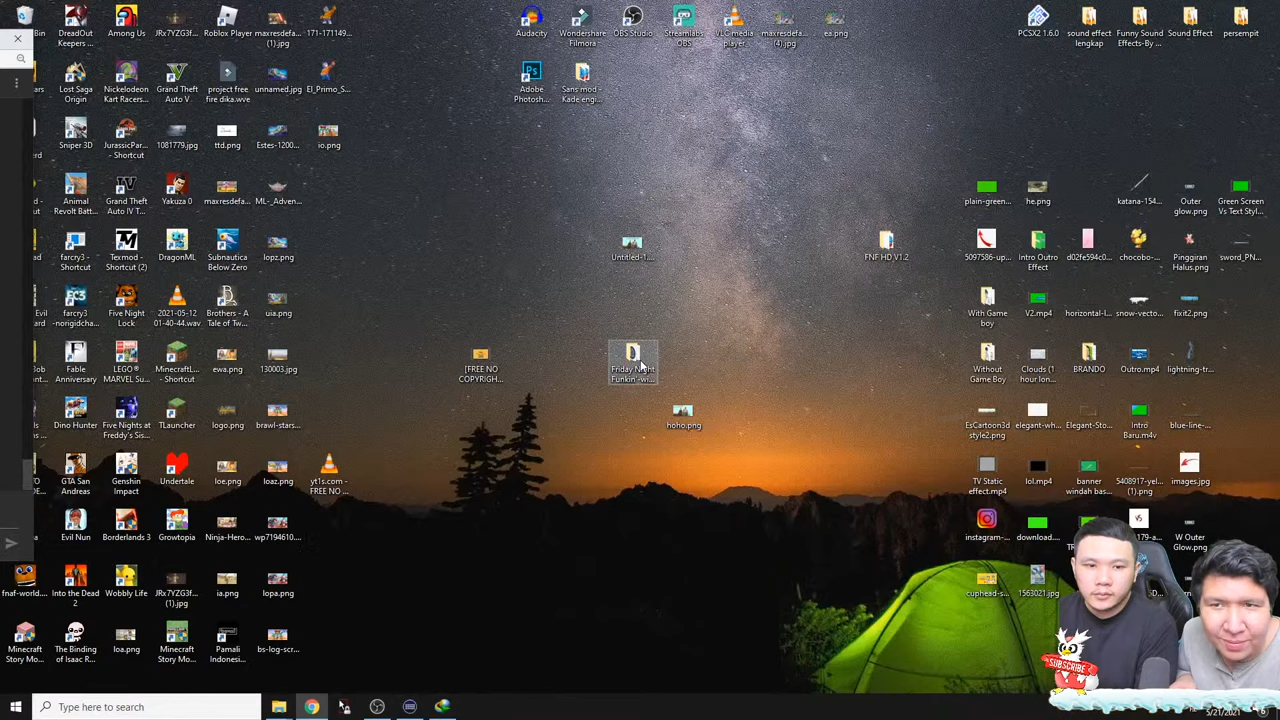 Bin
DreadOut
Keepers ...
Among Us
JRx7YZG3f...
Roblox Player
maxresdefa...
(1).jpg
171-171149...
Audacity
Wondershare
Filmora...
OBS Studio
Streamlabs
OBS
VLC media
player
maxresdefa...
(4).jpg
ea.png
PCSX2 1.6.0
sound effect
lengkap
Funny Sound
Effects-By ...
Sound Effect
persempit
Lost Saga
Origin
Nickelodeon
Kart Racers...
Grand Theft
Auto V
project free
fire dika.wve
unnamed.jpg
El_Primo_S...
Adobe
Photosh...
Sans mod -
Kade engi...
Sniper 3D
JurassicPar...
- Shortcut
1081779.jpg
ttd.png
Estes-1200...
io.png
Animal
Revolt Batt...
Grand Theft
Auto IV T...
Yakuza 0
maxresdefa...
ML-_Adven...
plain-green...
he.png
katana-154...
Outer
glow.png
Green Screen
Vs Text Styl...
farcry3 -
Shortcut
Texmod -
Shortcut (2)
DragonML
Subnautica
Below Zero
lopz.png
Untitled-1....
FNF HD V1.2
5097586-up...
Intro Outro
Effect
d02fe594c0...
chocobo-...
Pinggiran
Halus.png
sword_PN...
farcry3
-norigidcha...
Five Night
Lock
2021-05-12
01-40-44.wav
Brothers - A
Tale of Tw...
uia.png
With Game
boy
V2.mp4
horizontal-l...
snow-vecto...
fixit2.png
Fable
Anniversary
LEGO®
MARVEL Su...
MinecraftL...
ewa.png
130003.jpg
[FREE NO
COPYRIGH...
Friday Night
Funkin'-wi...
Without
Game Boy
Clouds (1
hour lon...
BRANDO
Outro.mp4
lightning-tr...
Dino Hunter
Five Nights at
Freddy's Sis...
TLauncher
logo.png
brawl-stars...
hoho.png
EsCartoon3d
style2.png
elegant-wh...
Elegant-Sto...
Intro
Baru.m4v
blue-line-...
GTA San
Andreas
Genshin
Impact
Undertale
loe.png
loaz.png
yt1s.com -
FREE NO ...
TV Static
effect.mp4
lol.mp4
banner
windah bas...
5408917-yel...
(1).png
images.jpg
Evil Nun
Borderlands 3
Growtopia
Ninja-Hero...
wp7194610....
instagram-...
download....
W Outer
Glow.png
fnaf-world...
Into the Dead
2
Wobbly Life
JRx7YZG3f...
(1).jpg
ia.png
lopa.png
cuphead-s...
1563021.jpg
Minecraft
Story Mo...
The Binding
of Isaac R...
loa.png
Minecraft
Story Mo...
Pamali
Indonesi...
bs-log-scr...
SUBSCRIBE
Type here to search
5/21/2021